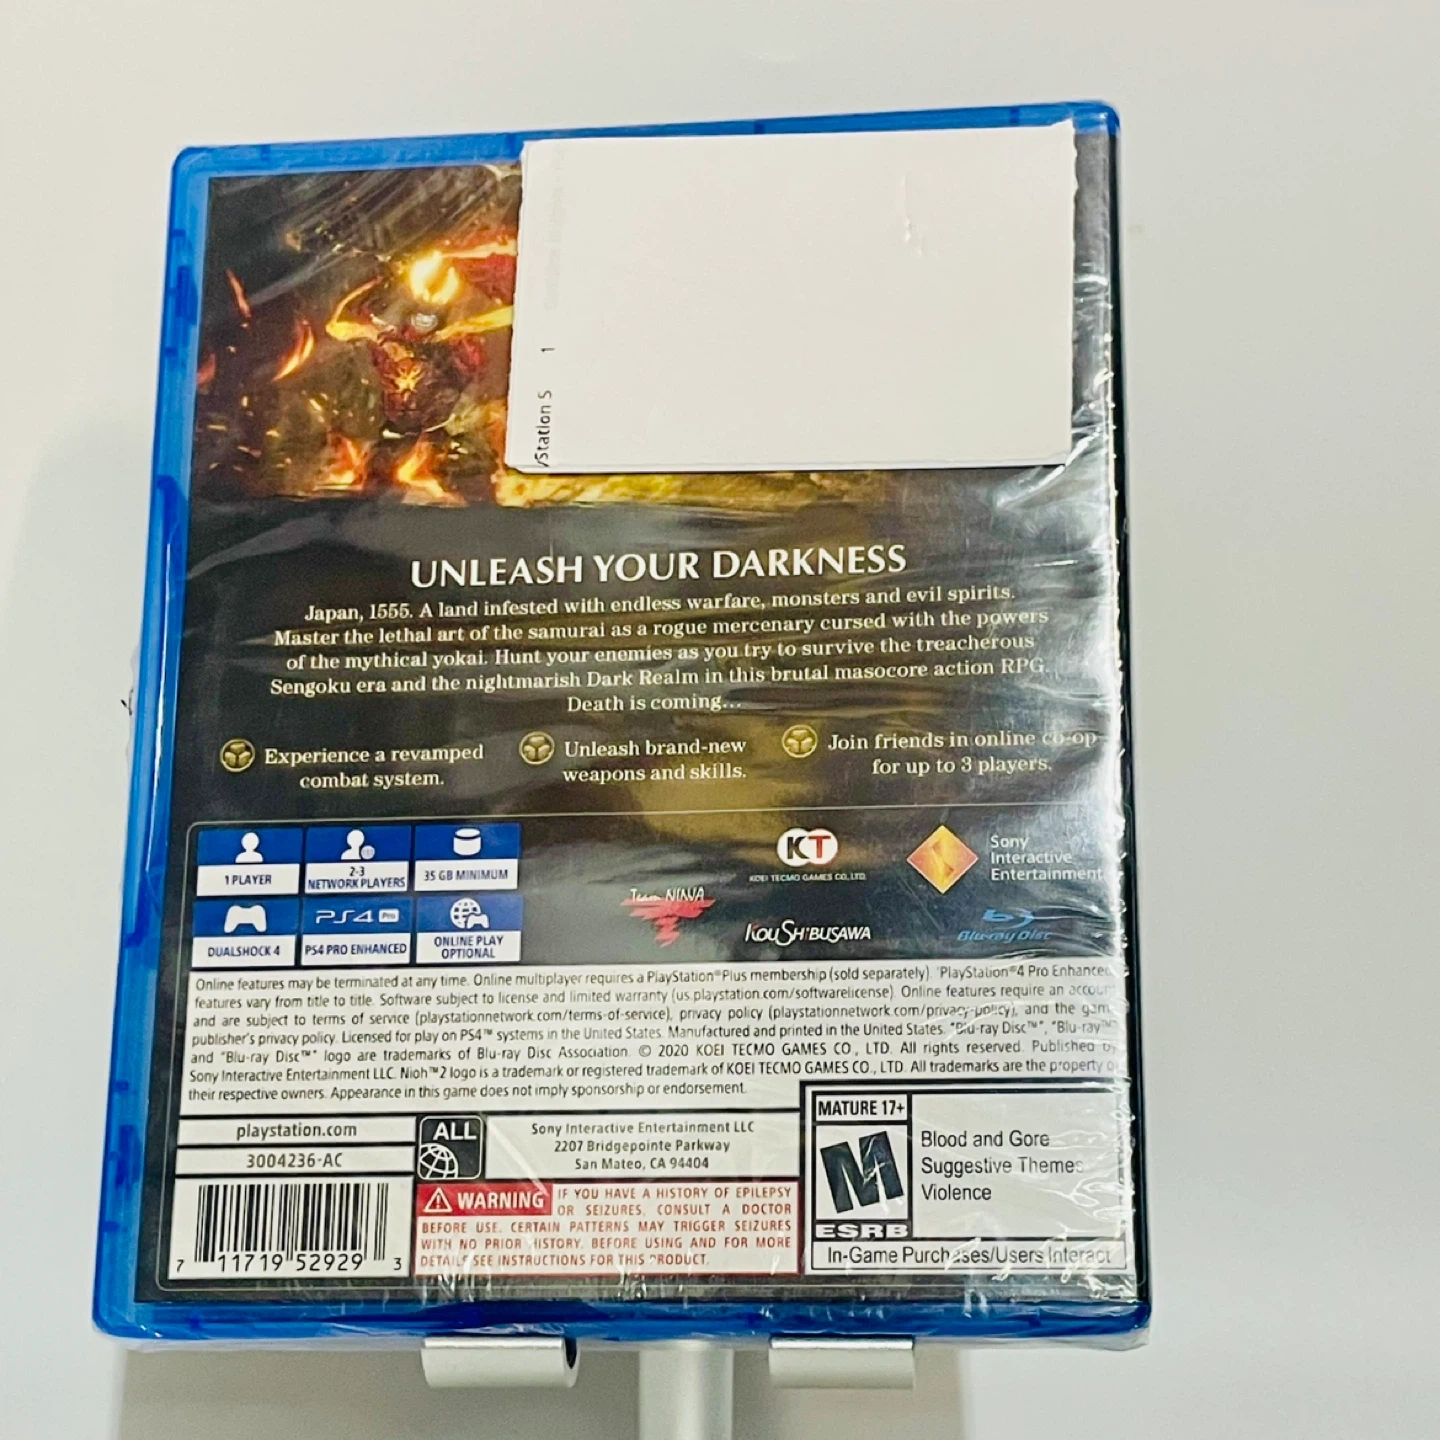 1
yStation 5
UNLEASH YOUR DARKNESS
Japan, 1555. A land infested with endless warfare, monsters and evil spirits.
Master the lethal art of the samurai as a rogue mercenary cursed with the powers
of the mythical yokai. Hunt your enemies as you try to survive the treacherous
Sengoku era and the nightmarish Dark Realm in this brutal masocore action RPG.
Death is coming...
Experience a revamped
combat system.
Unleash brand-new
weapons and skills.
Join friends in online co-op
for up to 3 players.
1 PLAYER
2-3
NETWORK PLAYERS
35 GB MINIMUM
DUALSHOCK 4
PS4 Pro
PS4 PRO ENHANCED
ONLINE PLAY
OPTIONAL
KT
KOEI TECMO GAMES CO., LTD.
Team NINJA
KOU SHIBUSAWA
Sony
Interactive
Entertainment
Blu-ray Disc
Online features may be terminated at any time. Online multiplayer requires a PlayStation®Plus membership (sold separately). PlayStation®4 Pro Enhanced
features vary from title to title. Software subject to license and limited warranty (us.playstation.com/softwarelicense). Online features require an account
and are subject to terms of service (playstationnetwork.com/terms-of-service), privacy policy (playstationnetwork.com/privacy-policy), and the game
publisher's privacy policy. Licensed for play on PS4™ systems in the United States. Manufactured and printed in the United States. "Blu-ray Disc™", "Blu-ray™"
and "Blu-ray Disc™" logo are trademarks of Blu-ray Disc Association. © 2020 KOEI TECMO GAMES CO., LTD. All rights reserved. Published by
Sony Interactive Entertainment LLC. Nioh™2 logo is a trademark or registered trademark of KOEI TECMO GAMES CO., LTD. All trademarks are the property of
their respective owners. Appearance in this game does not imply sponsorship or endorsement.
playstation.com
3004236-AC
7 11719 52929 3
ALL
Sony Interactive Entertainment LLC
2207 Bridgepointe Parkway
San Mateo, CA 94404
WARNING IF YOU HAVE A HISTORY OF EPILEPSY
OR SEIZURES, CONSULT A DOCTOR
BEFORE USE. CERTAIN PATTERNS MAY TRIGGER SEIZURES
WITH NO PRIOR HISTORY. BEFORE USING AND FOR MORE
DETAILS SEE INSTRUCTIONS FOR THIS PRODUCT.
MATURE 17+
M
ESRB
Blood and Gore
Suggestive Themes
Violence
In-Game Purchases/Users Interact